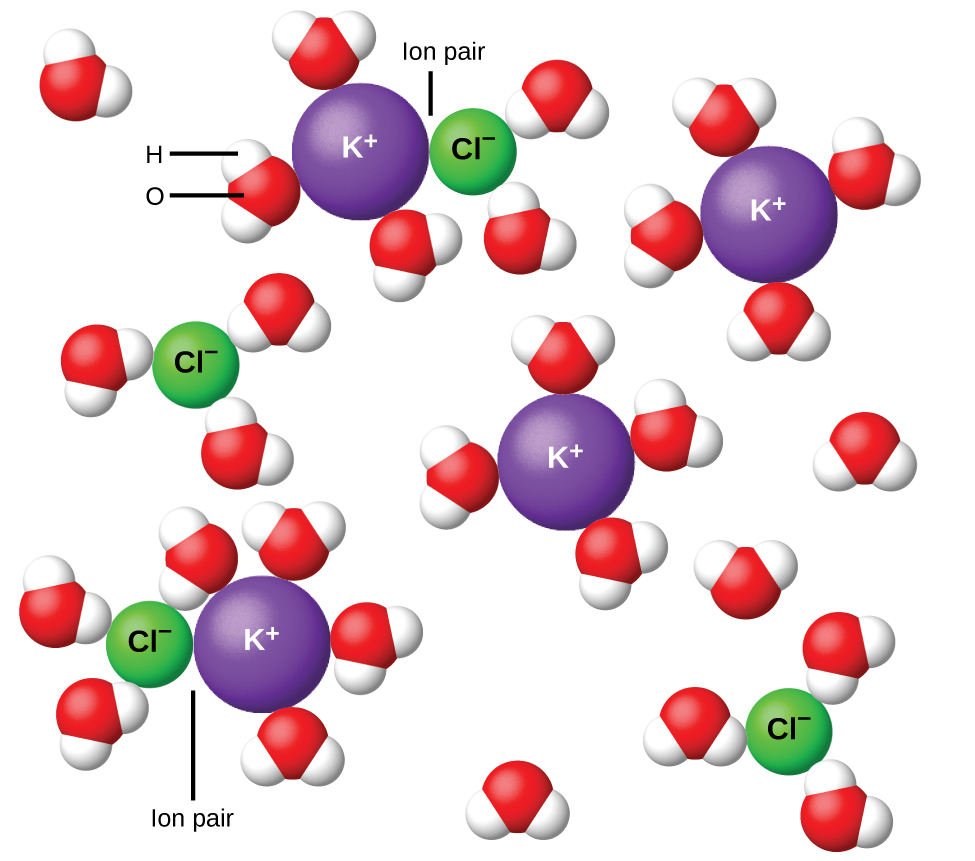 Ion pair
K⁺
Cl⁻
H
O
K⁺
Cl⁻
K⁺
Cl⁻
K⁺
Cl⁻
Ion pair